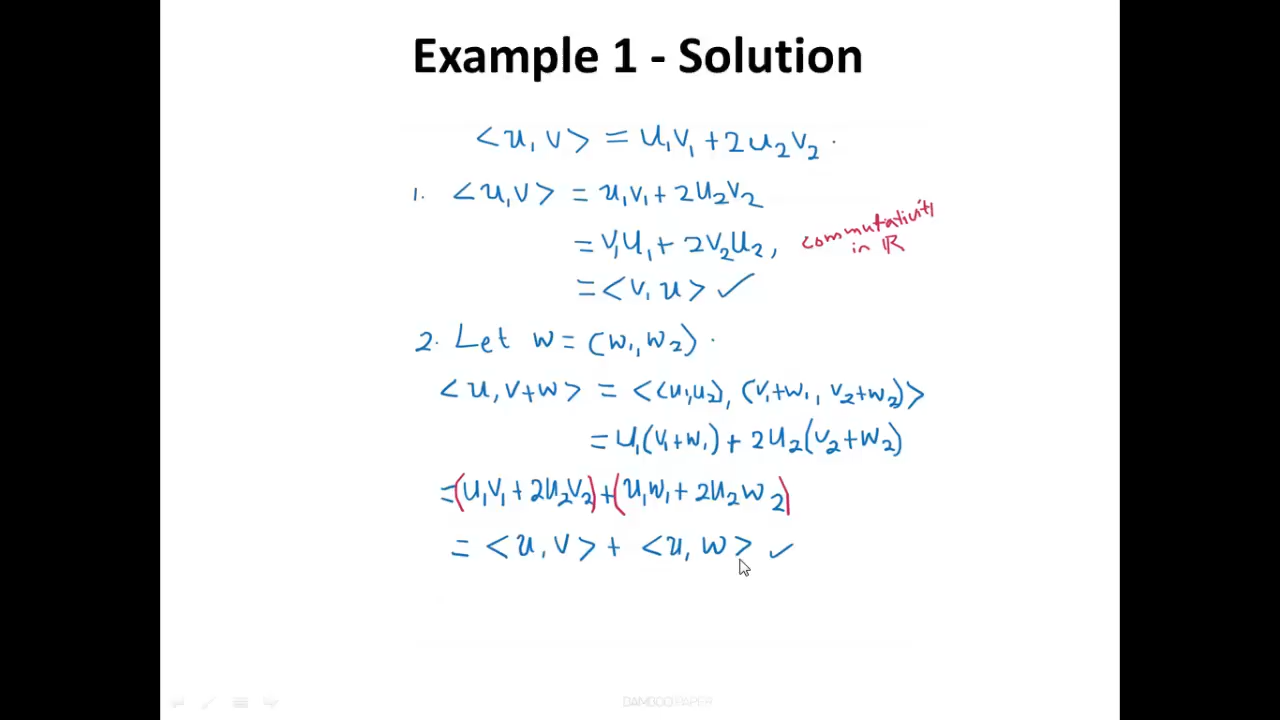 Example 1 - Solution
<u, v> = u₁v₁ + 2u₂v₂ .
1. <u,v> = u₁v₁ + 2u₂v₂
= v₁u₁ + 2v₂u₂, commutativity in ℝ
= <v, u> ✓
2. Let w = (w₁, w₂) .
<u, v+w> = <(u₁,u₂), (v₁+w₁, v₂+w₂)>
= u₁(v₁+w₁) + 2u₂(v₂+w₂)
=(u₁v₁ + 2u₂v₂)+(u₁w₁ + 2u₂w₂)
= <u, v> + <u, w> ✓